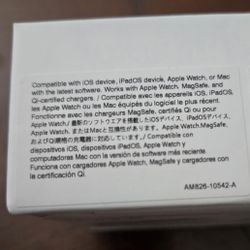 Compatible with iOS device, iPadOS device, Apple Watch, or Mac
with the latest software. Works with Apple Watch, MagSafe, and
Qi-certified chargers. / Compatible avec les appareils iOS, iPadOS,
Apple Watch ou les Mac équipés du logiciel le plus récent.
Fonctionne avec les chargeurs MagSafe, certifiés Qi ou pour
Apple Watch./ 最新のソフトウェアを搭載したiOSデバイス、iPadOSデバイス、Apple
Watch、またはMacと互換性があります。Apple Watch、MagSafe、
およびQi規格の充電器に対応しています。/ Compatible con
dispositivos iOS, dispositivos iPadOS, Apple Watch y
computadoras Mac con la versión de software más reciente.
Funciona con cargadores Apple Watch, MagSafe y cargadores con
la certificación Qi.
AM826-10542-A